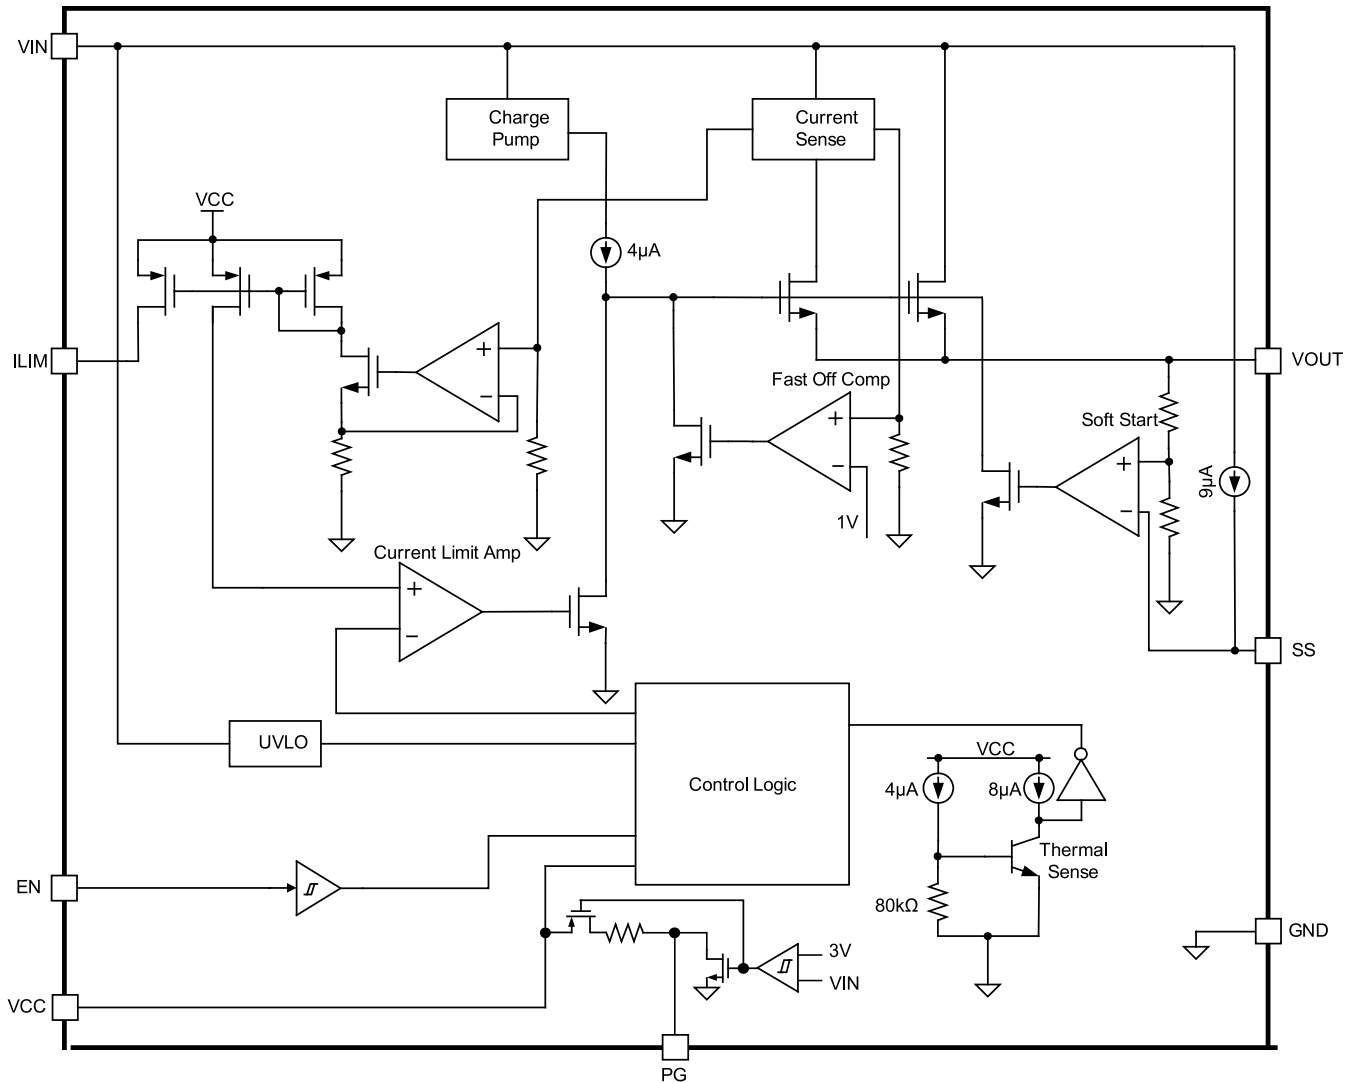 VIN
Charge
Pump
Current
Sense
VCC
4µA
ILIM
+
−
VOUT
Fast Off Comp
+
−
1V
Soft Start
+
−
9µA
Current Limit Amp
+
−
SS
UVLO
Control Logic
VCC
4µA
8µA
Thermal
Sense
80kΩ
EN
GND
3V
VIN
VCC
PG